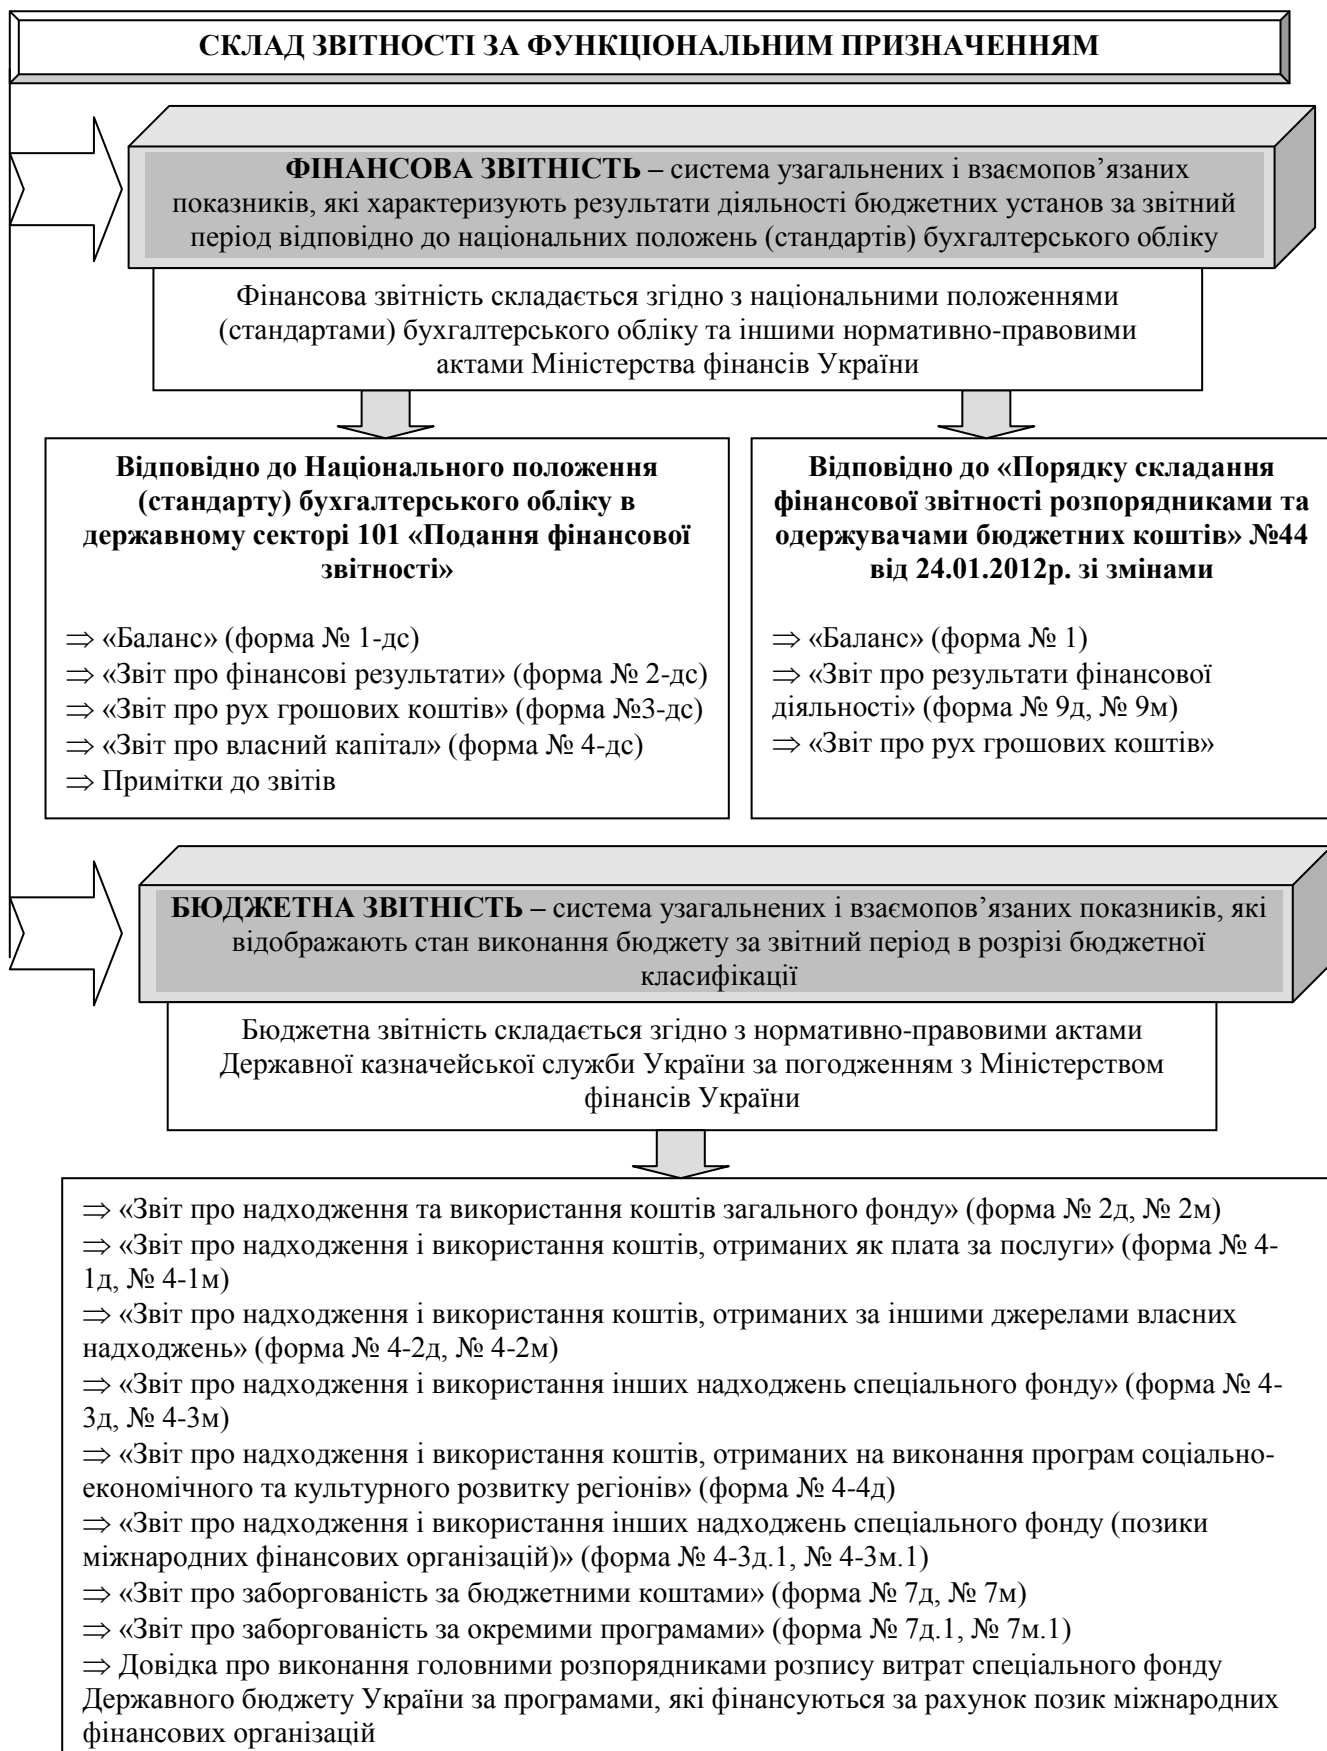 СКЛАД ЗВІТНОСТІ ЗА ФУНКЦІОНАЛЬНИМ ПРИЗНАЧЕННЯМ
ФІНАНСОВА ЗВІТНІСТЬ – система узагальнених і взаємопов’язаних
показників, які характеризують результати діяльності бюджетних установ за звітний
період відповідно до національних положень (стандартів) бухгалтерського обліку
Фінансова звітність складається згідно з національними положеннями
(стандартами) бухгалтерського обліку та іншими нормативно-правовими
актами Міністерства фінансів України
Відповідно до Національного положення
(стандарту) бухгалтерського обліку в
державному секторі 101 «Подання фінансової
звітності»
⇒ «Баланс» (форма № 1-дс)
⇒ «Звіт про фінансові результати» (форма № 2-дс)
⇒ «Звіт про рух грошових коштів» (форма №3-дс)
⇒ «Звіт про власний капітал» (форма № 4-дс)
⇒ Примітки до звітів
Відповідно до «Порядку складання
фінансової звітності розпорядниками та
одержувачами бюджетних коштів» №44
від 24.01.2012р. зі змінами
⇒ «Баланс» (форма № 1)
⇒ «Звіт про результати фінансової
діяльності» (форма № 9д, № 9м)
⇒ «Звіт про рух грошових коштів»
БЮДЖЕТНА ЗВІТНІСТЬ – система узагальнених і взаємопов’язаних показників, які
відображають стан виконання бюджету за звітний період в розрізі бюджетної
класифікації
Бюджетна звітність складається згідно з нормативно-правовими актами
Державної казначейської служби України за погодженням з Міністерством
фінансів України
⇒ «Звіт про надходження та використання коштів загального фонду» (форма № 2д, № 2м)
⇒ «Звіт про надходження і використання коштів, отриманих як плата за послуги» (форма № 4-
1д, № 4-1м)
⇒ «Звіт про надходження і використання коштів, отриманих за іншими джерелами власних
надходжень» (форма № 4-2д, № 4-2м)
⇒ «Звіт про надходження і використання інших надходжень спеціального фонду» (форма № 4-
3д, № 4-3м)
⇒ «Звіт про надходження і використання коштів, отриманих на виконання програм соціально-
економічного та культурного розвитку регіонів» (форма № 4-4д)
⇒ «Звіт про надходження і використання інших надходжень спеціального фонду (позики
міжнародних фінансових організацій)» (форма № 4-3д.1, № 4-3м.1)
⇒ «Звіт про заборгованість за бюджетними коштами» (форма № 7д, № 7м)
⇒ «Звіт про заборгованість за окремими програмами» (форма № 7д.1, № 7м.1)
⇒ Довідка про виконання головними розпорядниками розпису витрат спеціального фонду
Державного бюджету України за програмами, які фінансуються за рахунок позик міжнародних
фінансових організацій